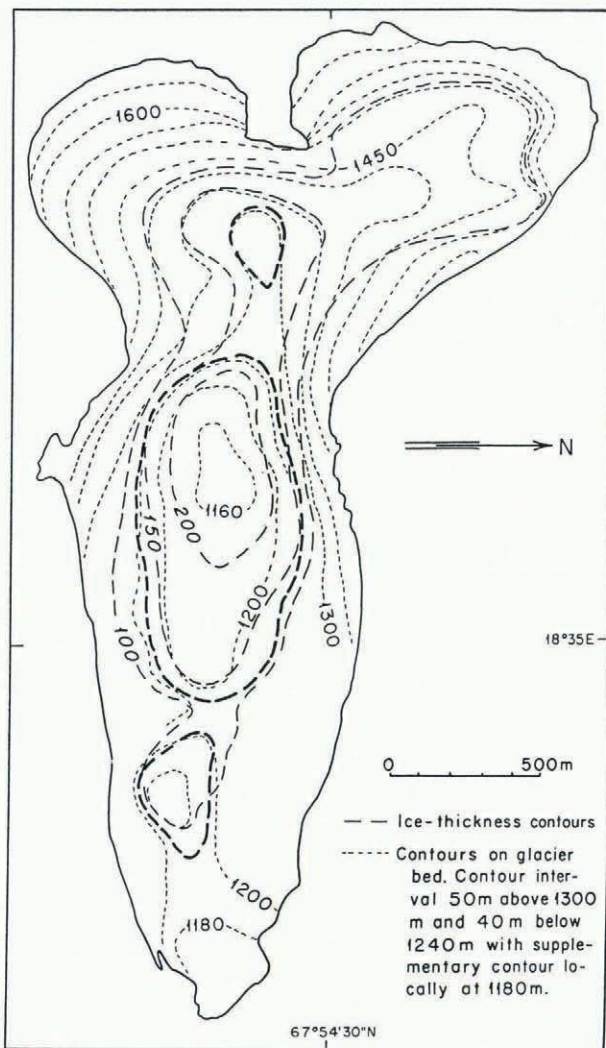 1600
1450
N
1160
200
150
1200
100
1300
18°35E
0 500m
Ice-thickness contours
Contours on glacier
bed. Contour inter-
val 50m above 1300
m and 40m below
1240m with supple-
mentary contour lo-
cally at 1180m.
1200
1180
67°54'30"N